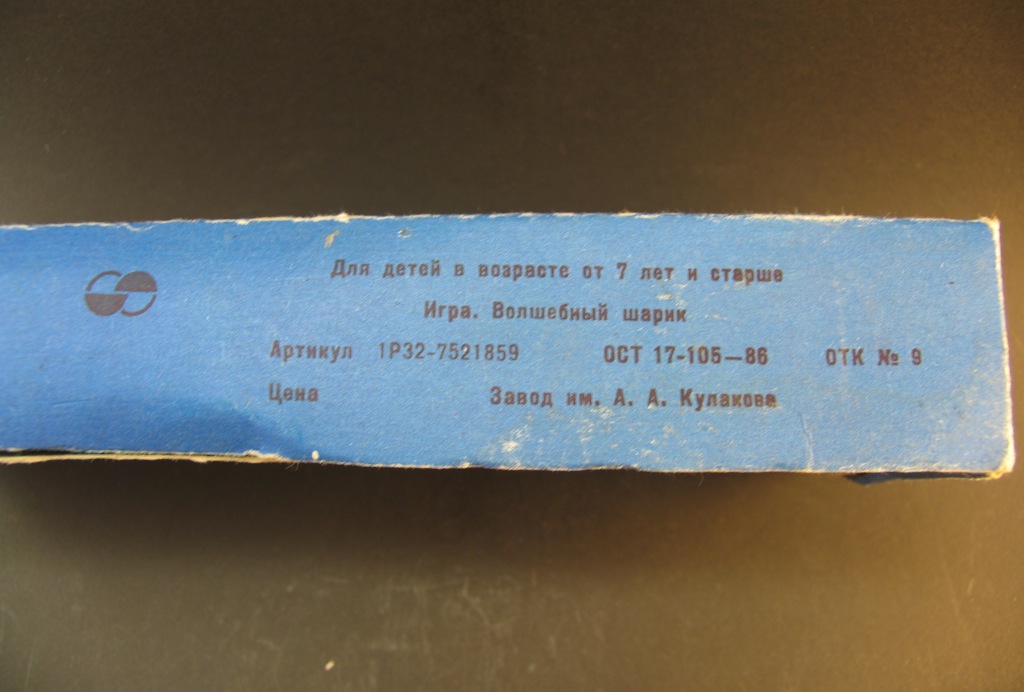 Для детей в возрасте от 7 лет и старше
Игра. Волшебный шарик
Артикул 1Р32-7521859 ОСТ 17-105—86 ОТК № 9
Цена Завод им. А. А. Кулакова